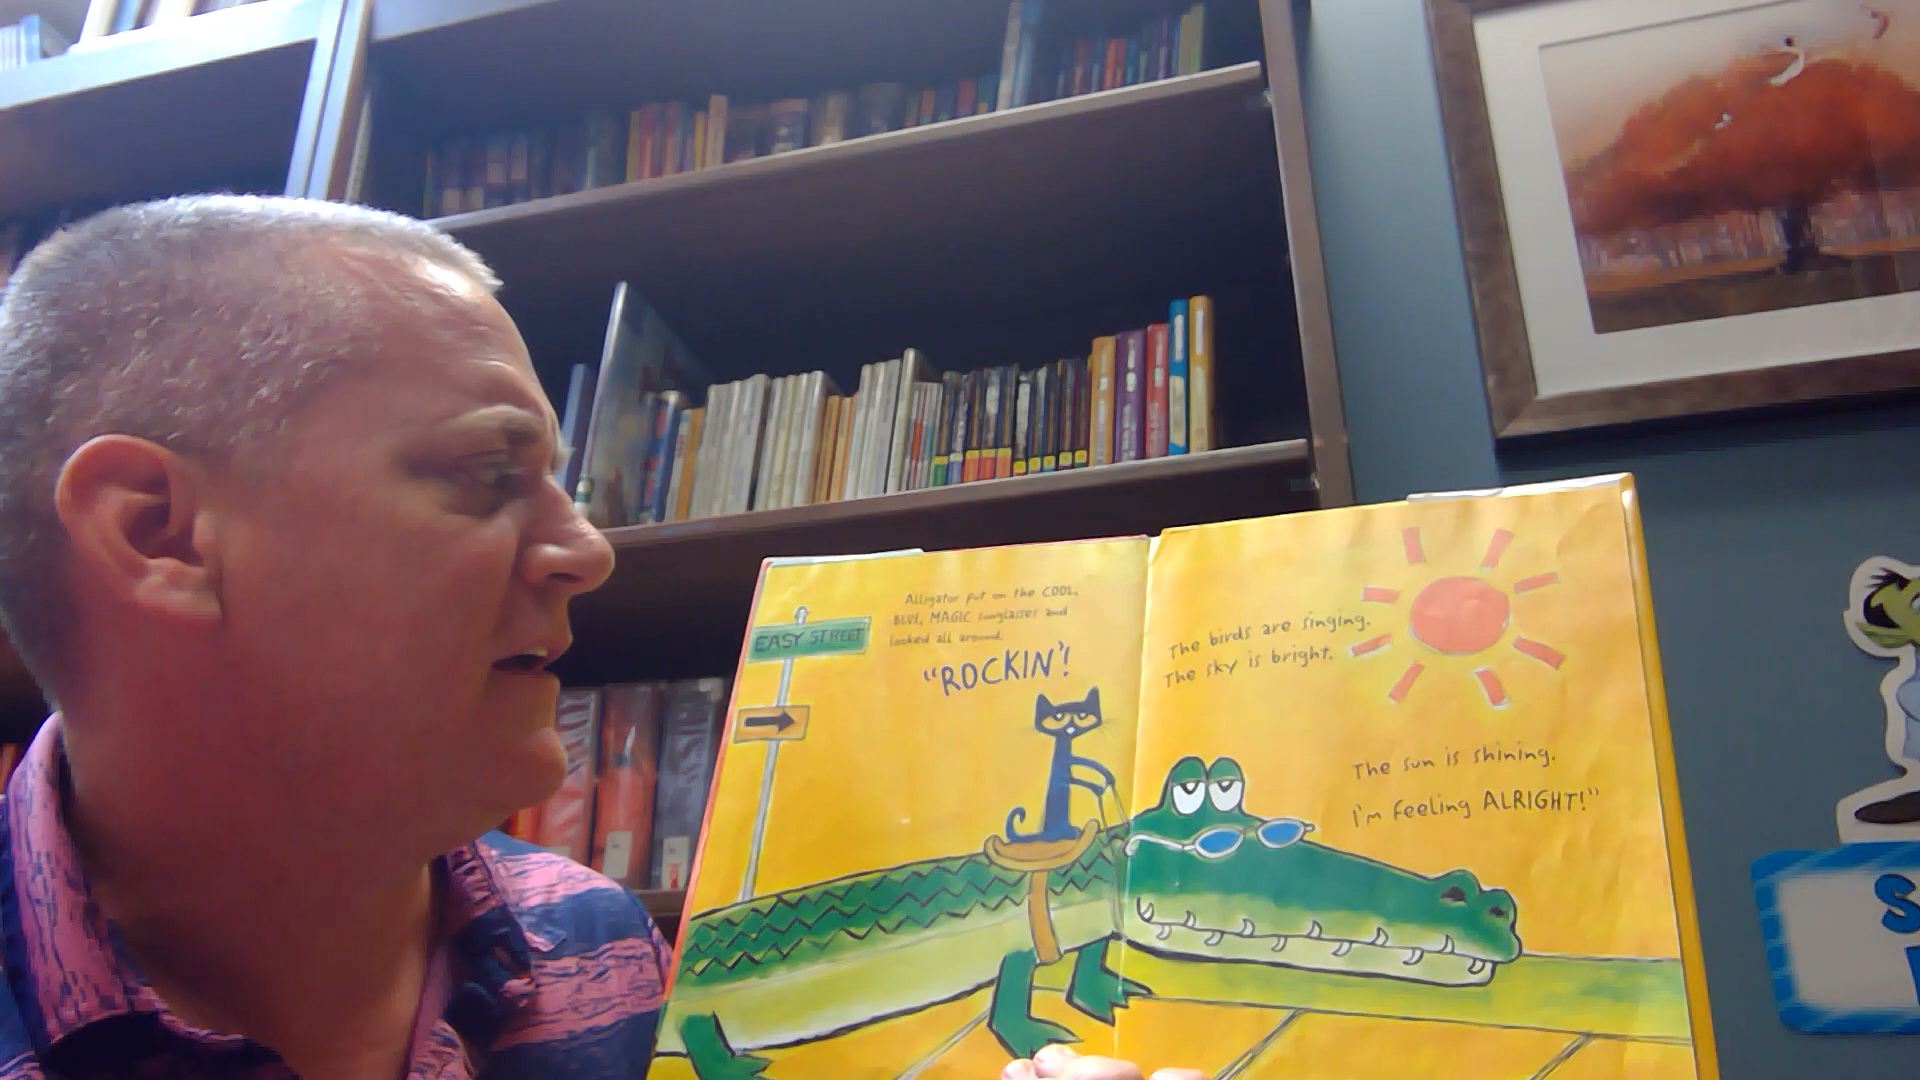 EASY STREET
Alligator put on the COOL,
BLUE, MAGIC sunglasses and
looked all around.
"ROCKIN'!
The birds are singing.
The sky is bright.
The sun is shining.
I'm feeling ALRIGHT!"
S